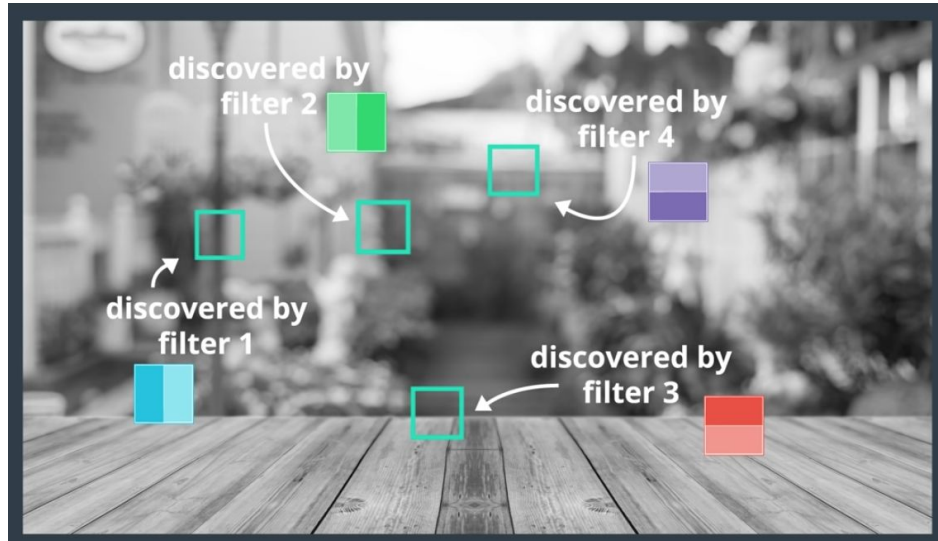 discovered by
filter 2
discovered by
filter 4
discovered by
filter 1
discovered by
filter 3